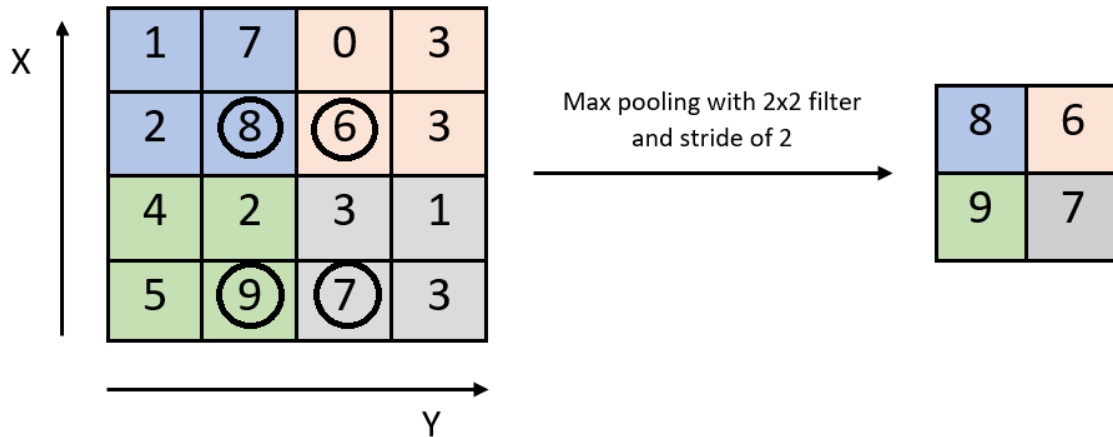 X
1 7 0 3
2 8 6 3
4 2 3 1
5 9 7 3
Y
Max pooling with 2x2 filter
and stride of 2
8 6
9 7